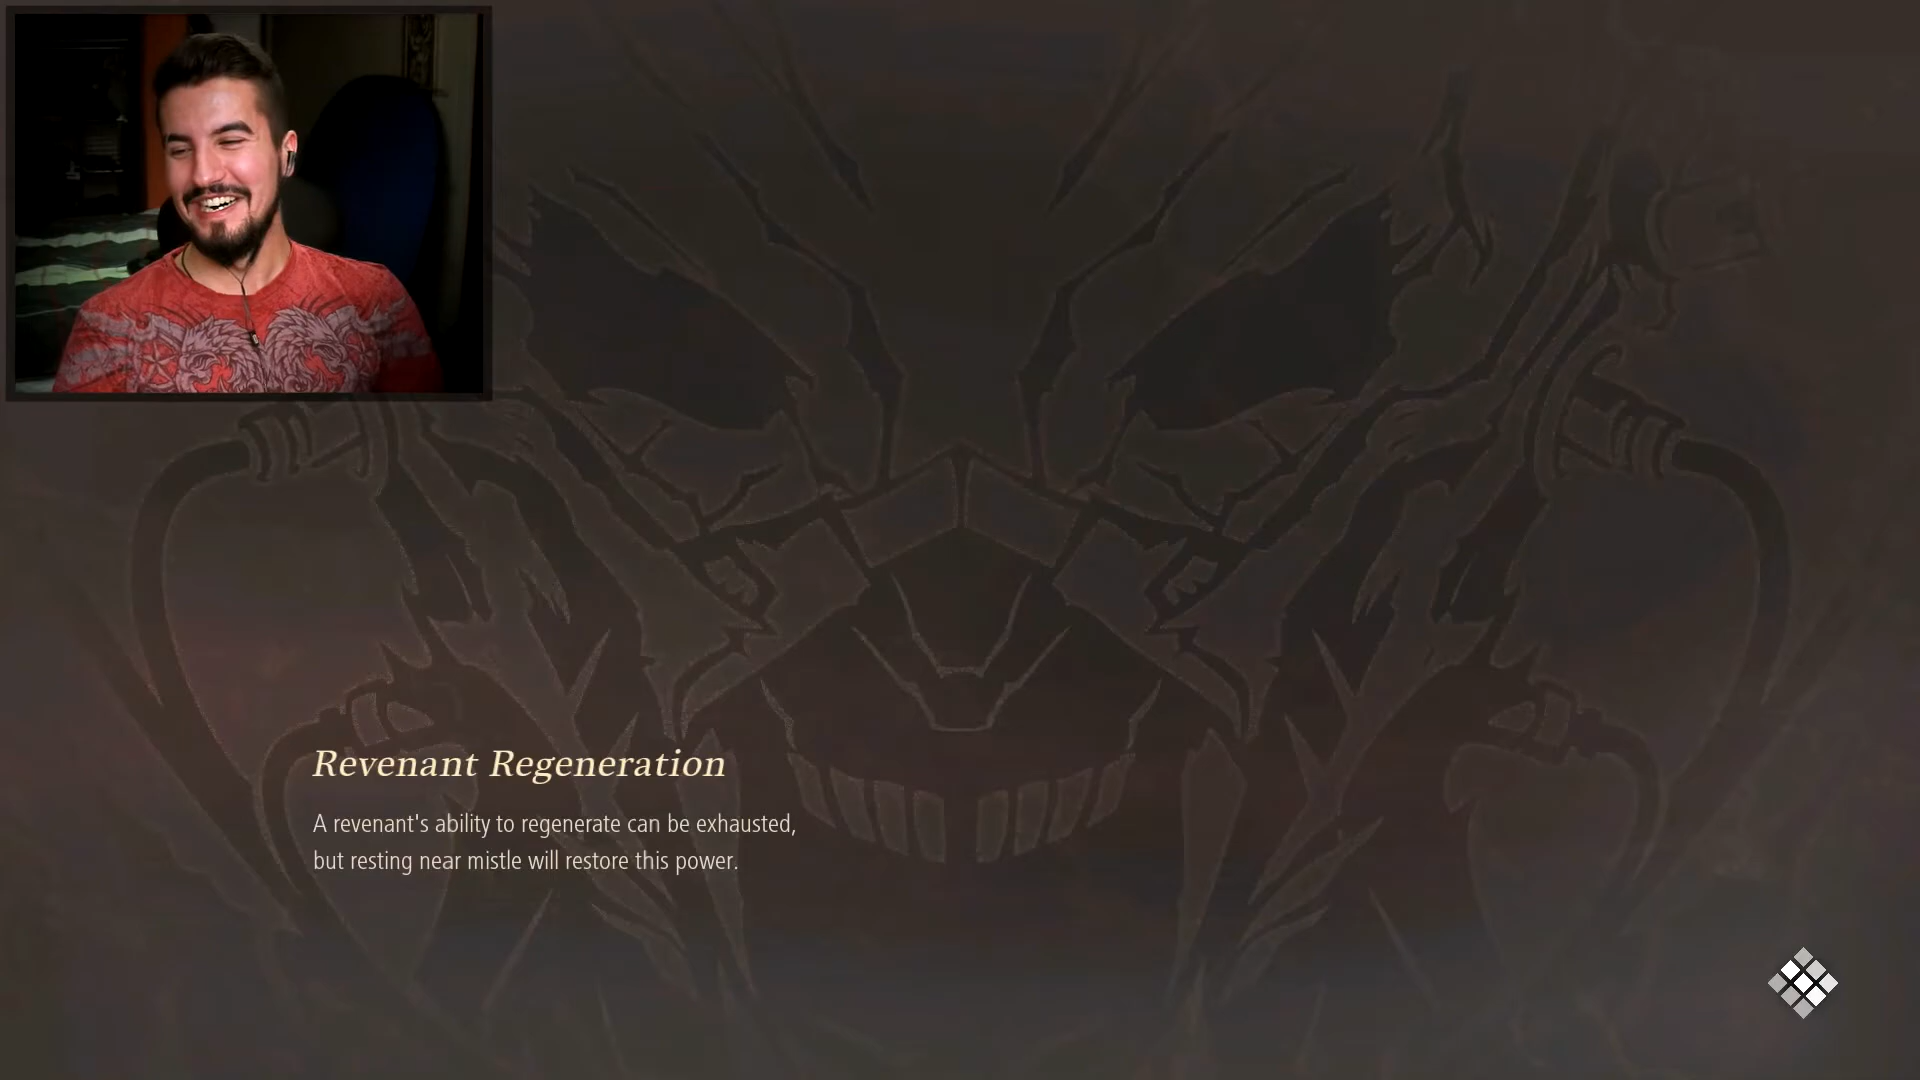 Revenant Regeneration
A revenant's ability to regenerate can be exhausted,
but resting near mistle will restore this power.